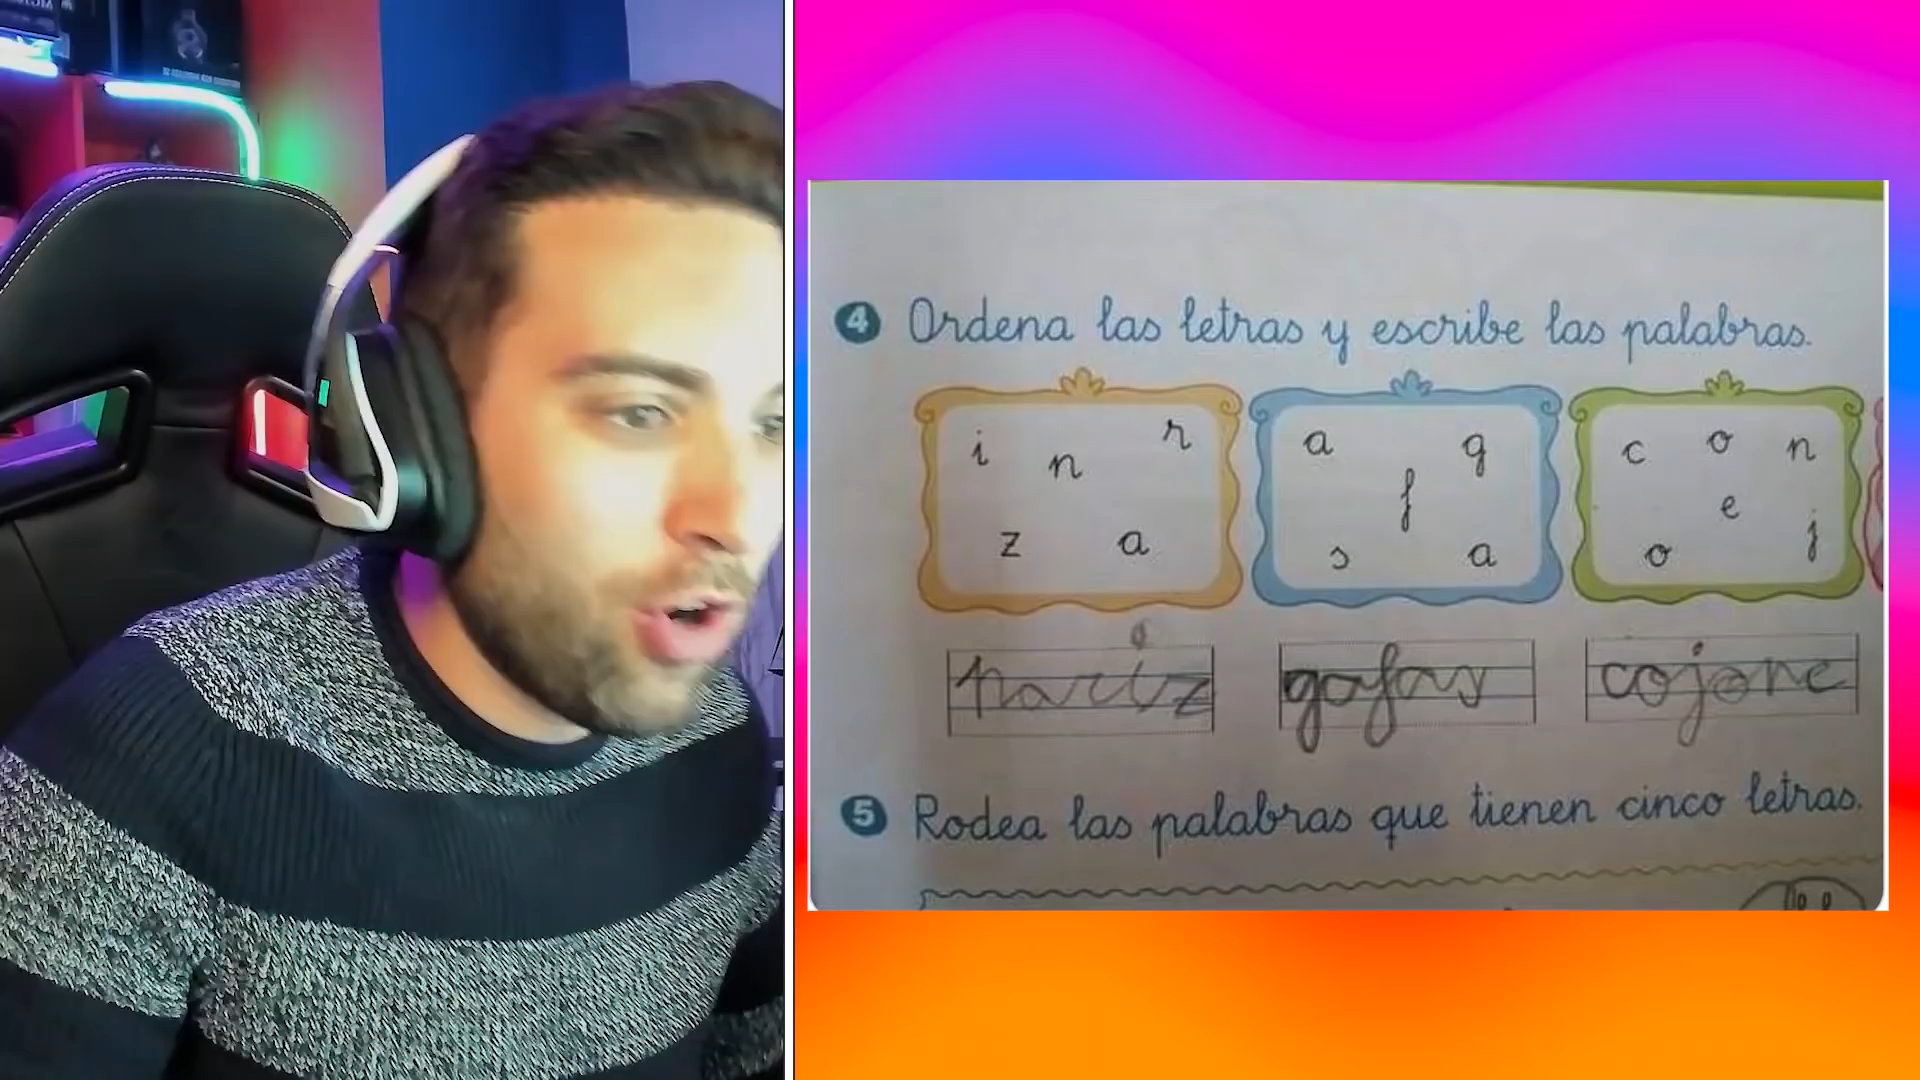 4 Ordena las letras y escribe las palabras.
i n r z a
a g f s a
c o n e o j
nariz gafas cojone
5 Rodea las palabras que tienen cinco letras.